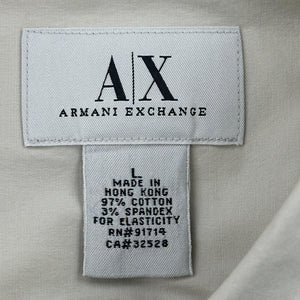 A|X
ARMANI EXCHANGE
L
MADE IN
HONG KONG
97% COTTON
3% SPANDEX
FOR ELASTICITY
RN#91714
CA#32528